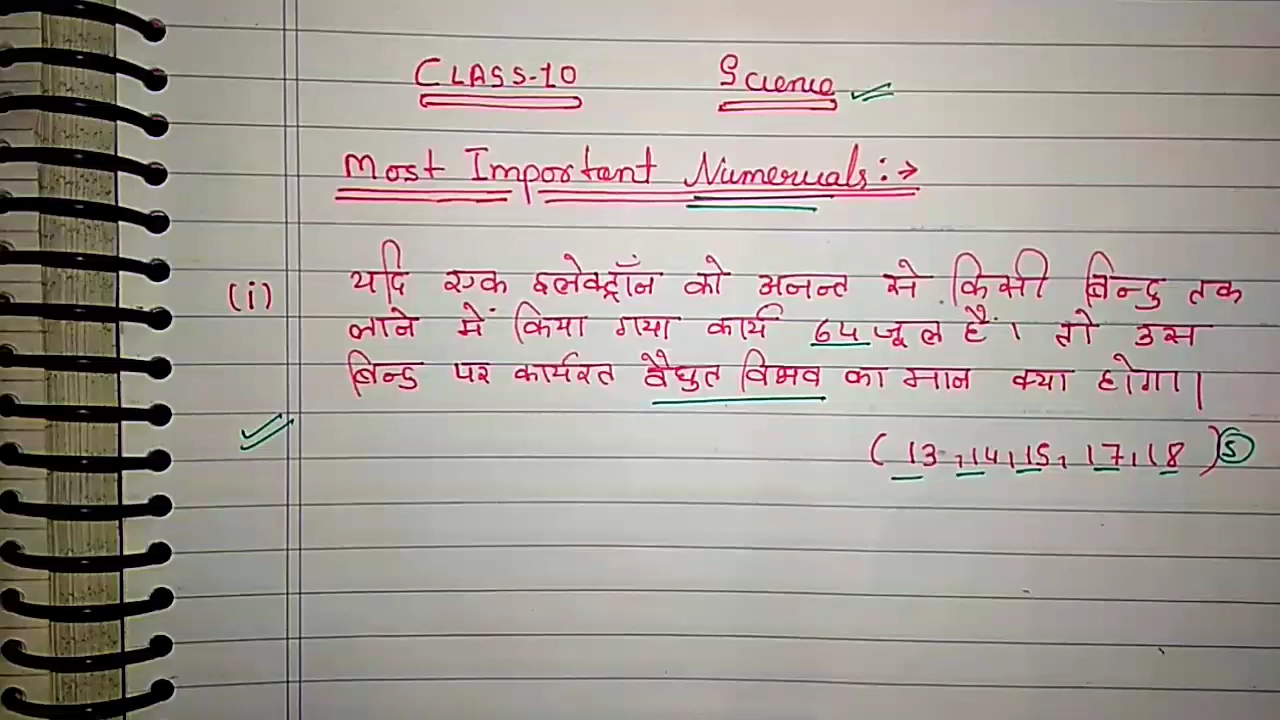 CLASS-10 Science
Most Important Numericals:→
(i) यदि एक इलेक्ट्रॉन को अनन्त से किसी बिन्दु तक
लाने में किया गया कार्य 64 जूल है। तो उस
बिन्दु पर कार्यरत वैद्युत विभव का मान क्या होगा।
(13, 14, 15, 17, 18) 5